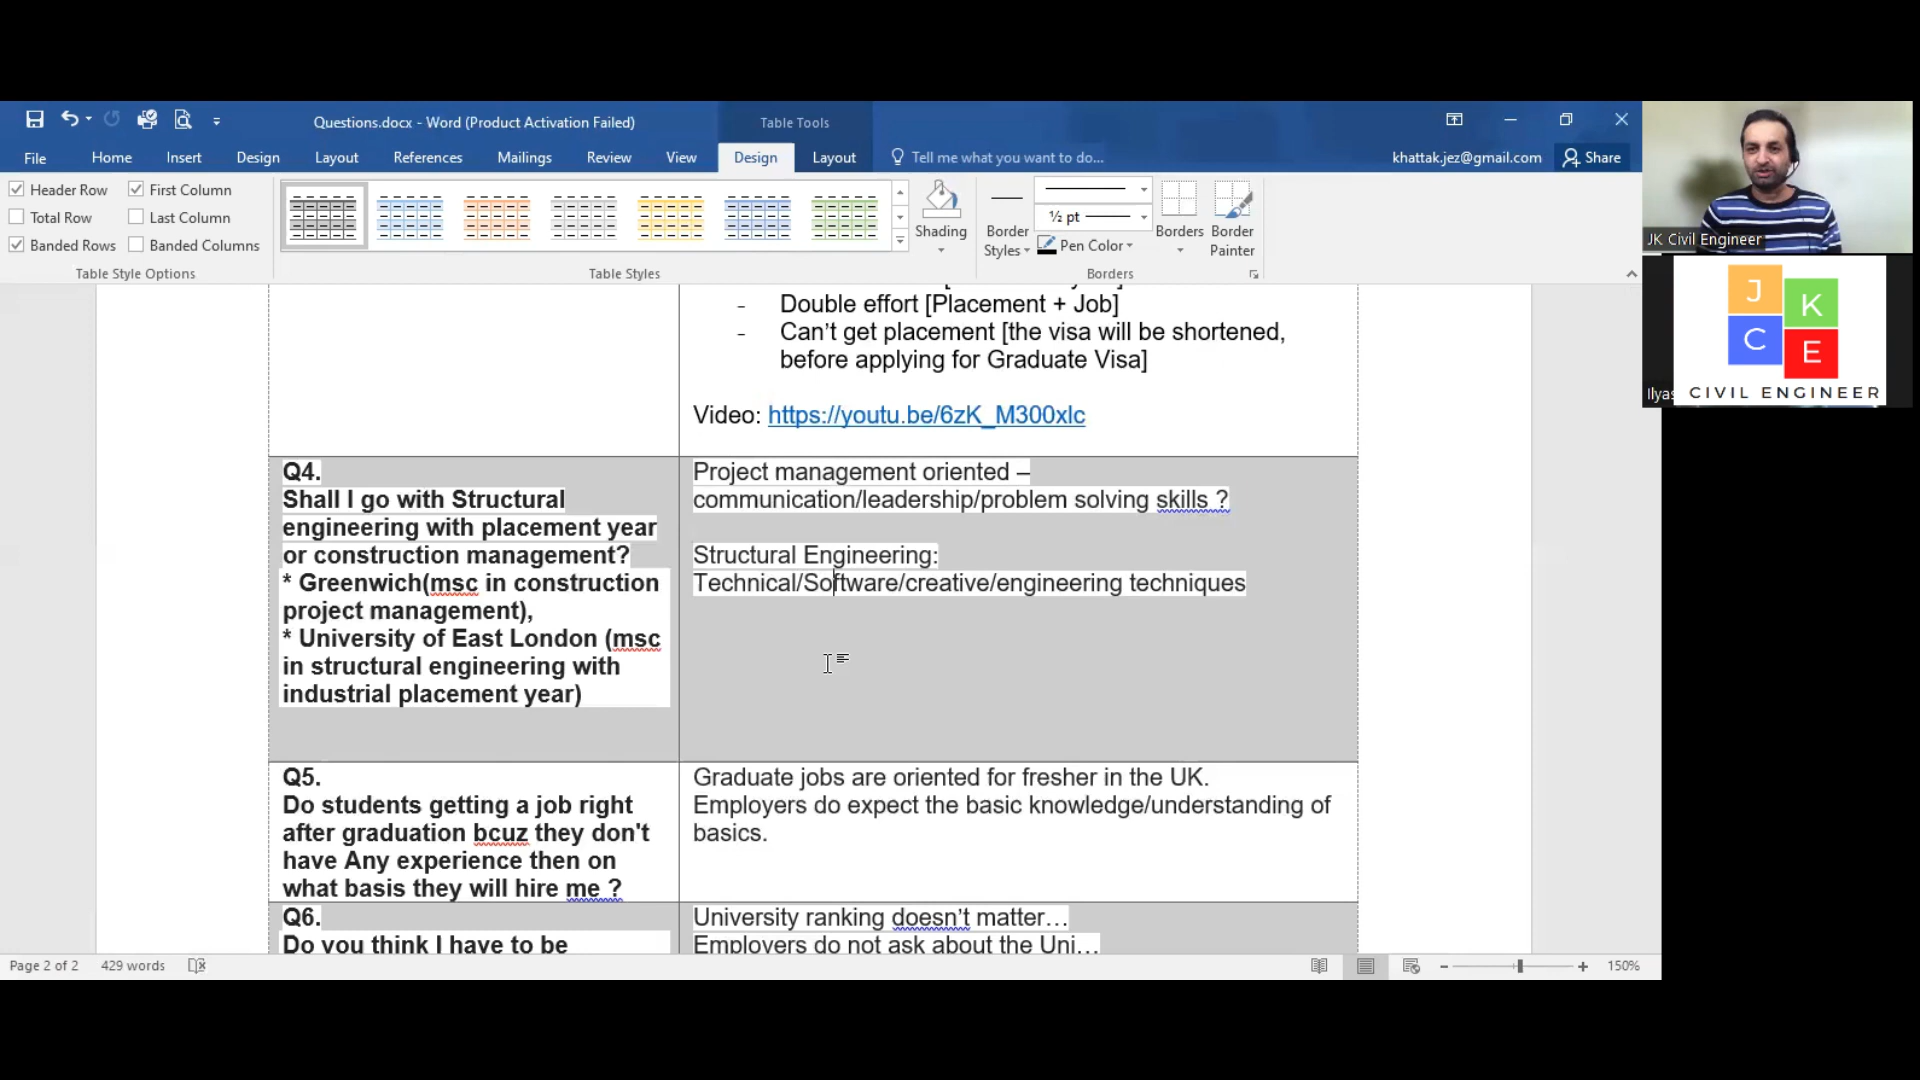 Questions.docx - Word (Product Activation Failed)
Table Tools
File
Home
Insert
Design
Layout
References
Mailings
Review
View
Design
Layout
Tell me what you want to do...
khattak.jez@gmail.com
Share
Header Row
First Column
Total Row
Last Column
Banded Rows
Banded Columns
Table Style Options
Table Styles
Shading
Border
Styles
½ pt
Pen Color
Borders
Border
Painter
Borders
JK Civil Engineer
J
K
C
E
CIVIL ENGINEER
- Double effort [Placement + Job]
- Can't get placement [the visa will be shortened,
before applying for Graduate Visa]
Video: https://youtu.be/6zK_M300xlc
Q4.
Shall I go with Structural
engineering with placement year
or construction management?
* Greenwich(msc in construction
project management),
* University of East London (msc
in structural engineering with
industrial placement year)
Project management oriented –
communication/leadership/problem solving skills ?
Structural Engineering:
Technical/Software/creative/engineering techniques
Q5.
Do students getting a job right
after graduation bcuz they don't
have Any experience then on
what basis they will hire me ?
Graduate jobs are oriented for fresher in the UK.
Employers do expect the basic knowledge/understanding of
basics.
Q6.
Do you think I have to be
University ranking doesn't matter…
Employers do not ask about the Uni…
Page 2 of 2
429 words
150%